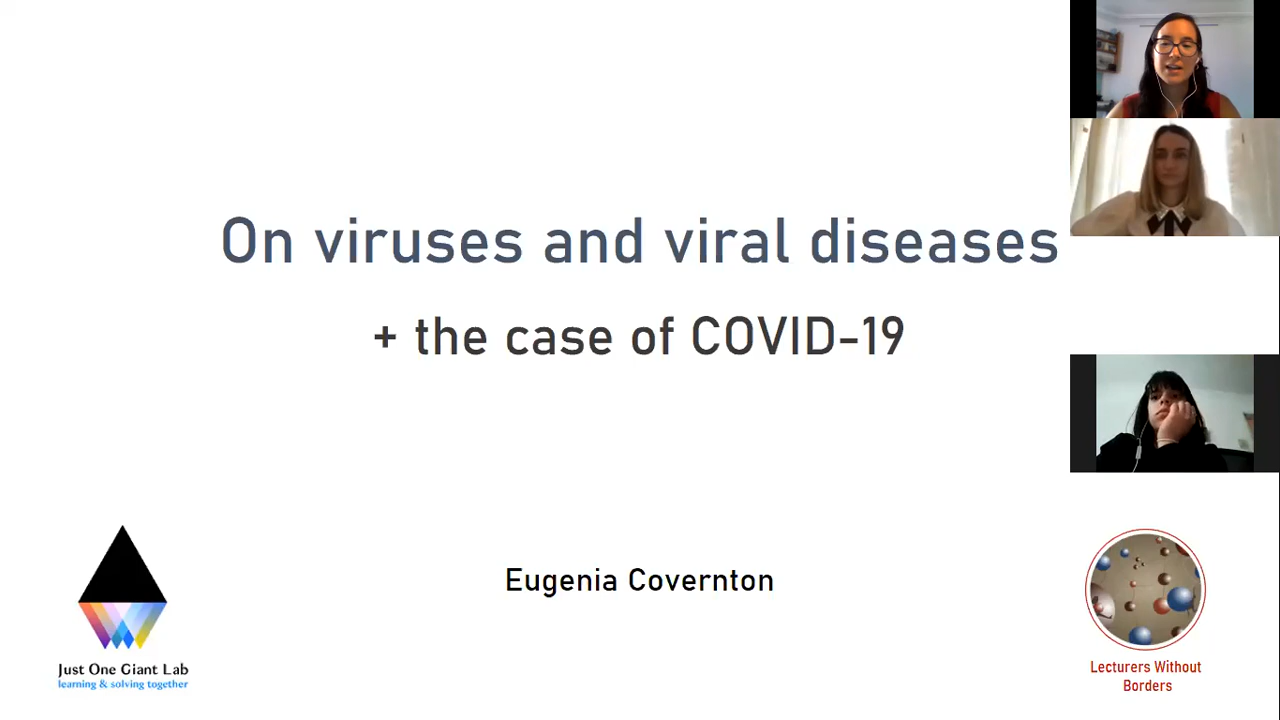 On viruses and viral diseases
+ the case of COVID-19
Eugenia Covernton
Just One Giant Lab
learning & solving together
Lecturers Without
Borders